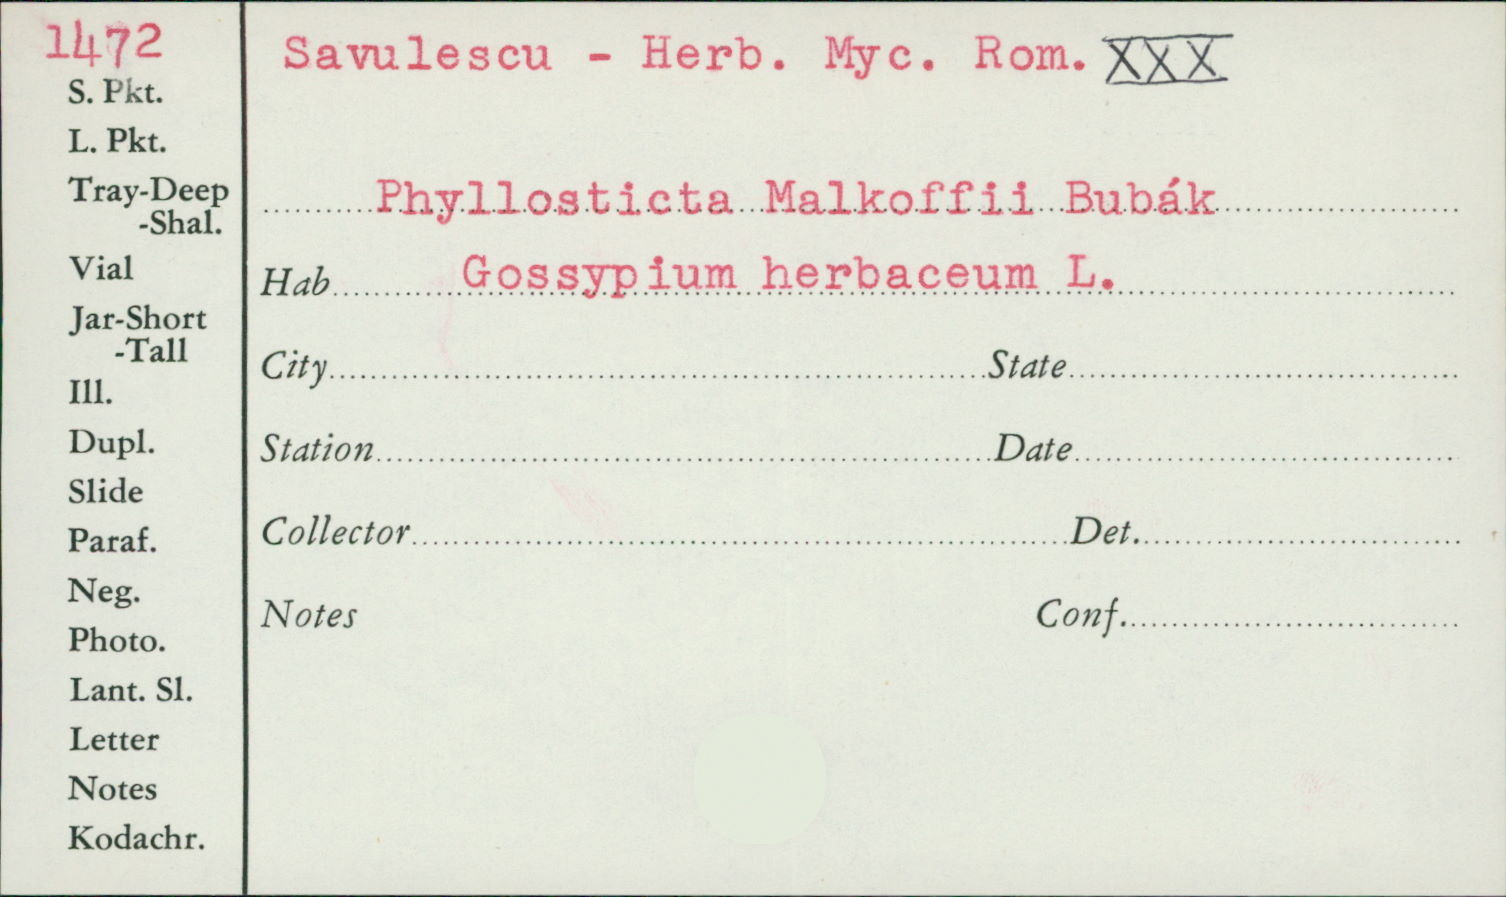 1472
Savulescu - Herb. Myc. Rom. XXX
S. Pkt.
L. Pkt.
Tray-Deep
-Shal.
Vial
Jar-Short
-Tall
Ill.
Dupl.
Slide
Paraf.
Neg.
Photo.
Lant. Sl.
Letter
Notes
Kodachr.
Phyllosticta Malkoffii Bubák
Hab Gossypium herbaceum L.
City State
Station Date
Collector Det.
Notes Conf.